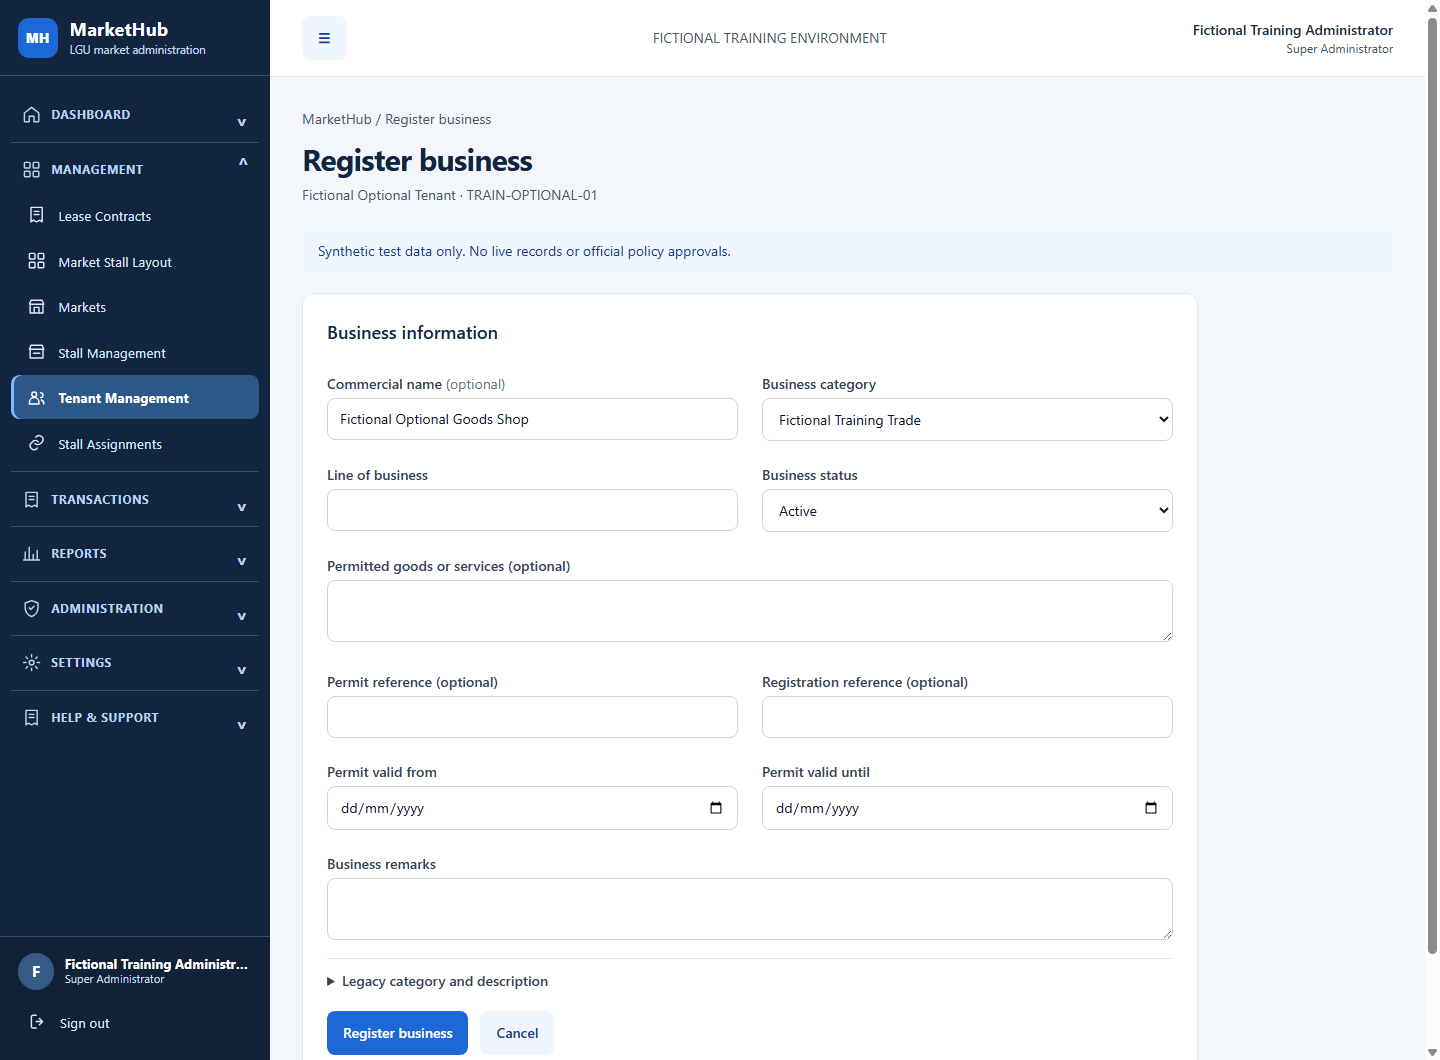 MH
MarketHub
LGU market administration
DASHBOARD
MANAGEMENT
Lease Contracts
Market Stall Layout
Markets
Stall Management
Tenant Management
Stall Assignments
TRANSACTIONS
REPORTS
ADMINISTRATION
SETTINGS
HELP & SUPPORT
F
Fictional Training Administr...
Super Administrator
Sign out
FICTIONAL TRAINING ENVIRONMENT
Fictional Training Administrator
Super Administrator
MarketHub / Register business
Register business
Fictional Optional Tenant · TRAIN-OPTIONAL-01
Synthetic test data only. No live records or official policy approvals.
Business information
Commercial name (optional)
Fictional Optional Goods Shop
Business category
Fictional Training Trade
Line of business
Business status
Active
Permitted goods or services (optional)
Permit reference (optional)
Registration reference (optional)
Permit valid from
dd/mm/yyyy
Permit valid until
dd/mm/yyyy
Business remarks
Legacy category and description
Register business
Cancel